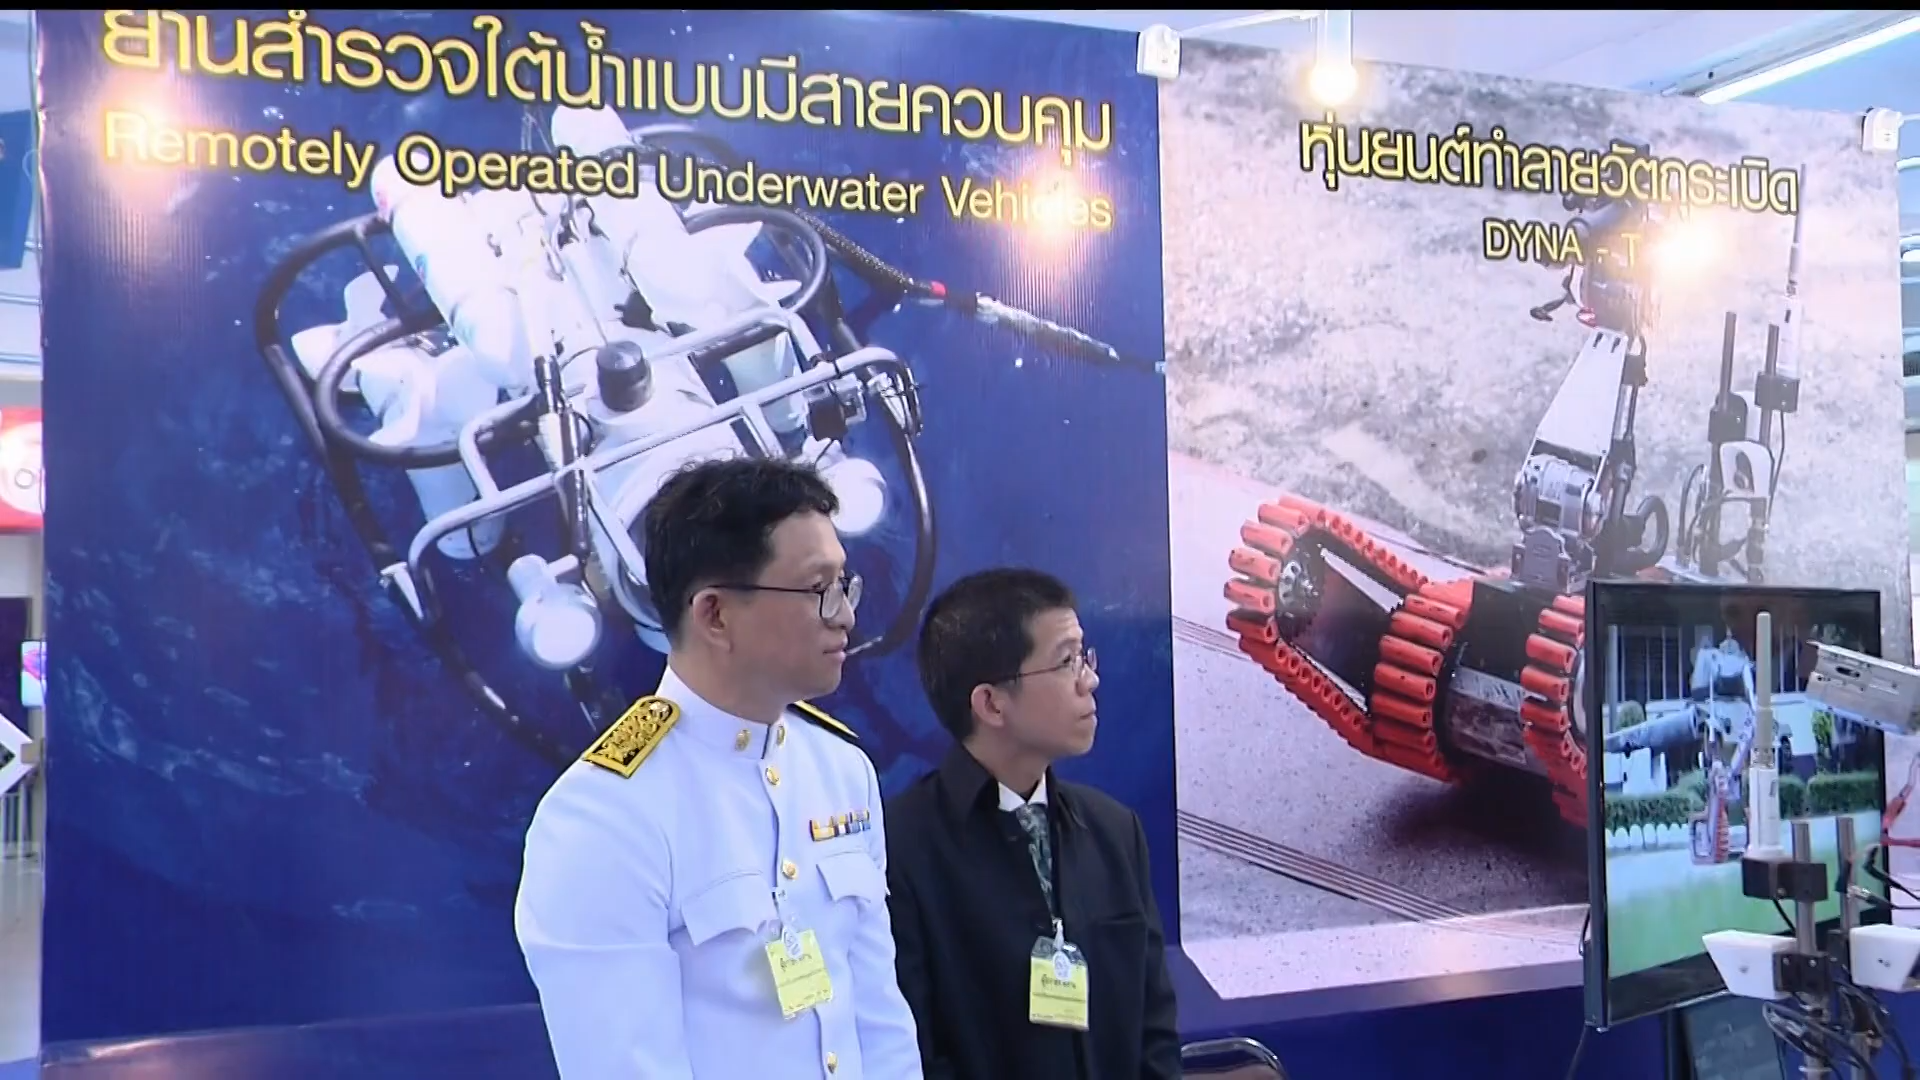 ยานสำรวจใต้น้ำแบบมีสายควบคุม
Remotely Operated Underwater Vehicles
หุ่นยนต์ทำลายวัตถุระเบิด
DYNA - T